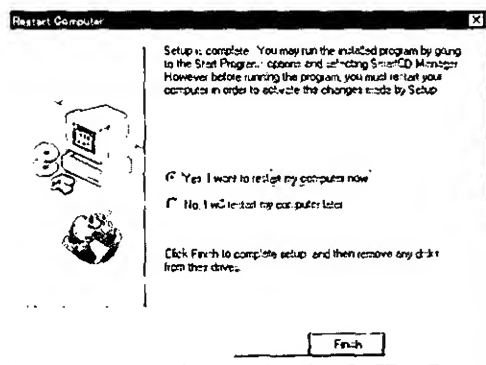 Restart Computer
Setup is complete. You may run the installed program by going
to the Start Programs options and selecting SmartCD Manager
However before running the program, you must restart your
computer in order to activate the changes made by Setup
Yes, I want to restart my computer now
No, I will restart my computer later
Click Finish to complete setup and then remove any disks
from their drives.
Finish